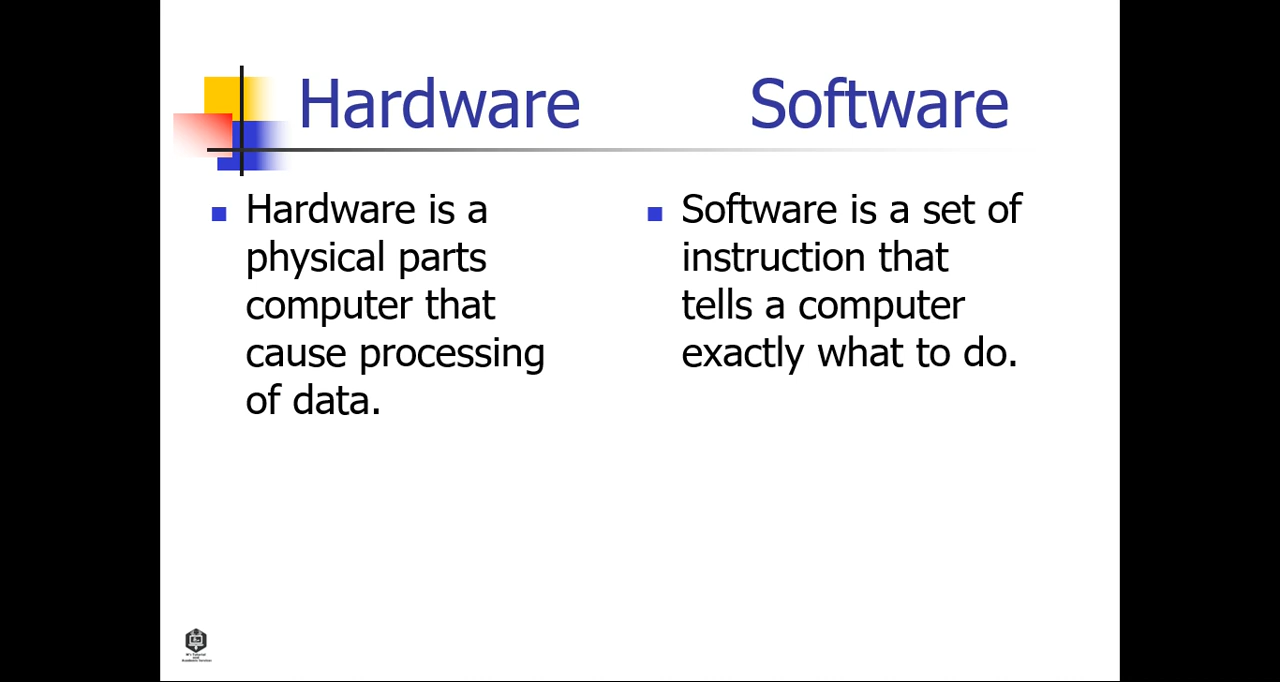 Hardware Software
Hardware is a
physical parts
computer that
cause processing
of data.
Software is a set of
instruction that
tells a computer
exactly what to do.